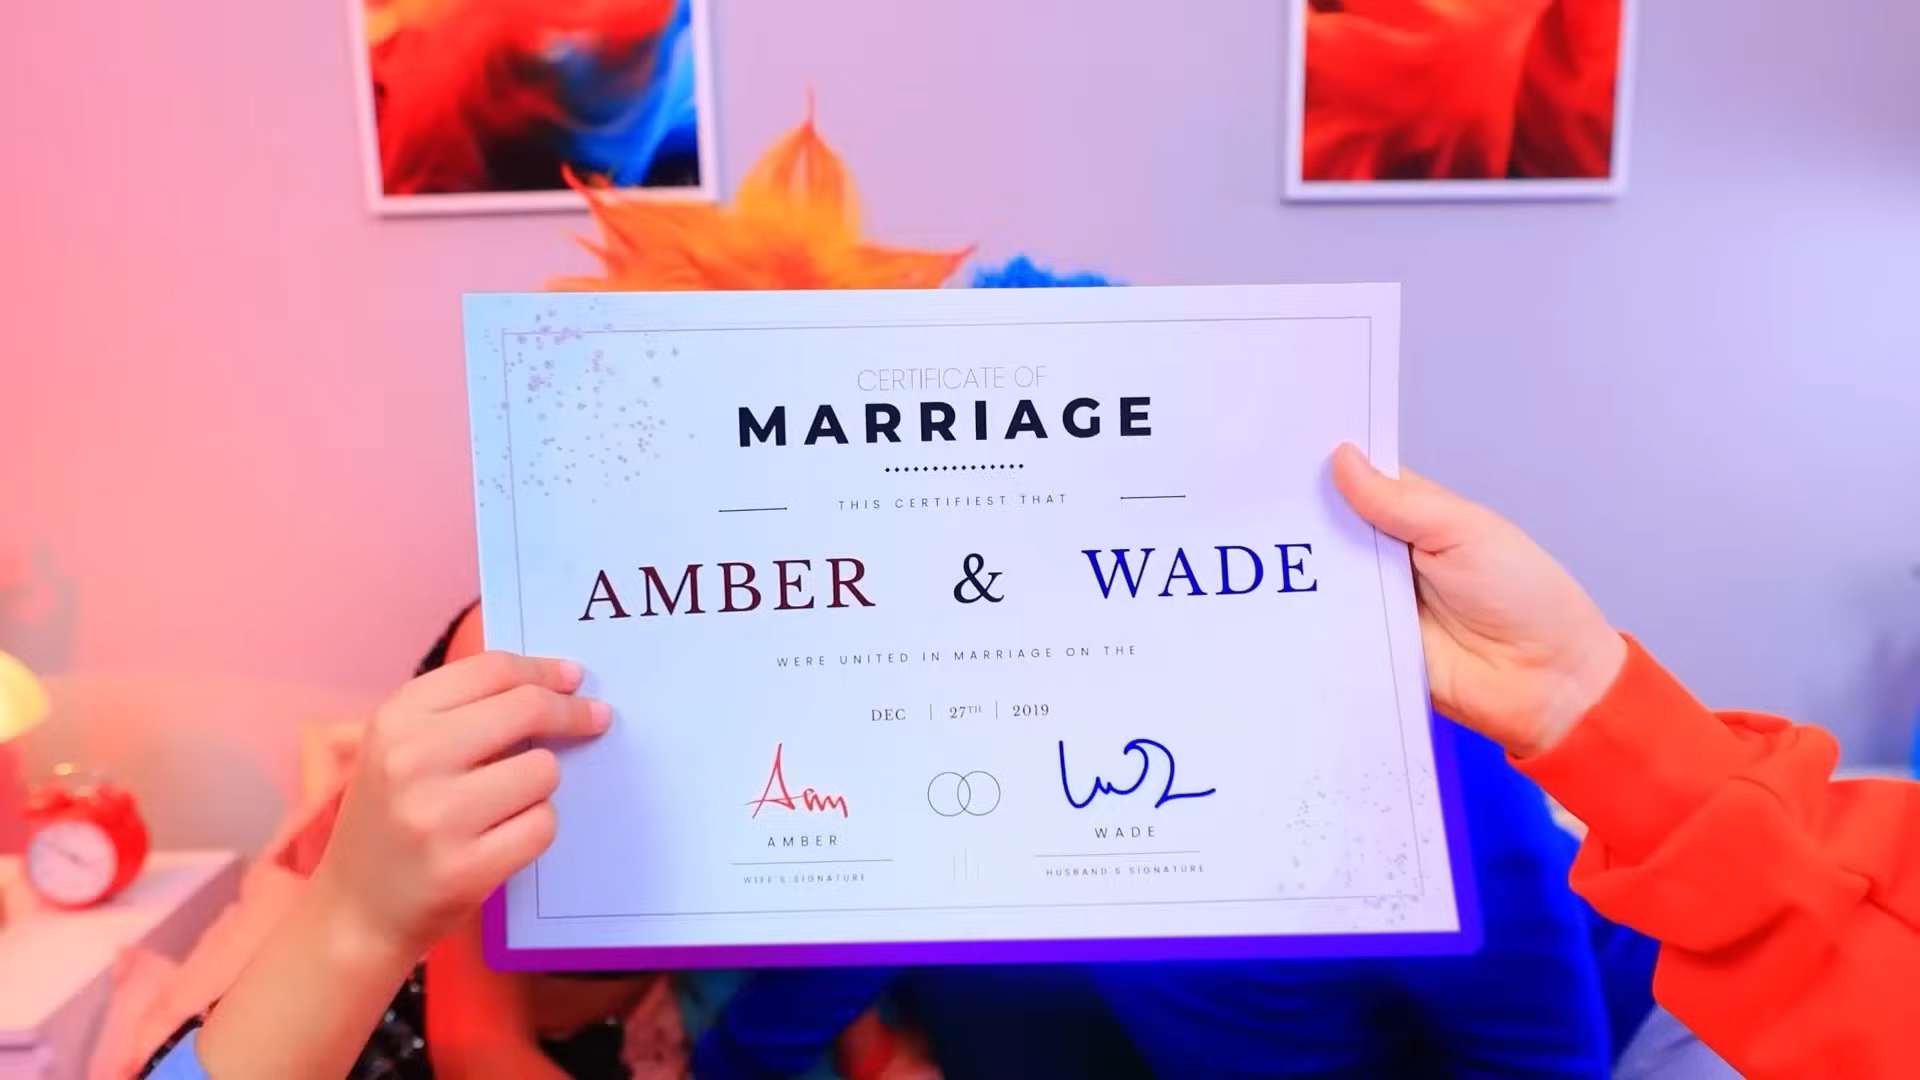 CERTIFICATE OF
MARRIAGE
THIS CERTIFIEST THAT
AMBER & WADE
WERE UNITED IN MARRIAGE ON THE
DEC | 27TH | 2019
Am
AMBER
WADE
WIFE'S SIGNATURE
HUSBAND'S SIGNATURE